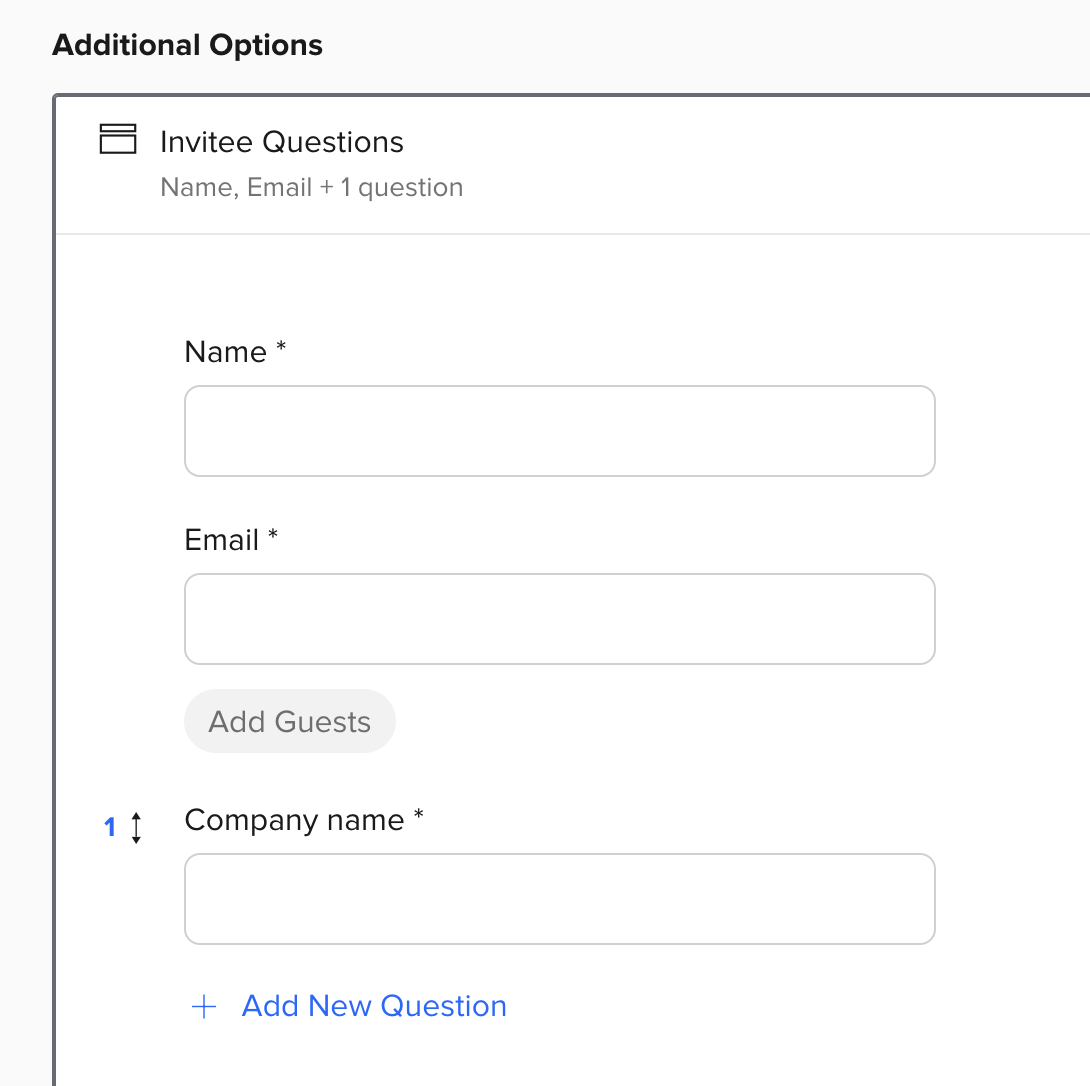 Additional Options
Invitee Questions
Name, Email + 1 question
Name *
Email *
Add Guests
1
Company name *
+ Add New Question